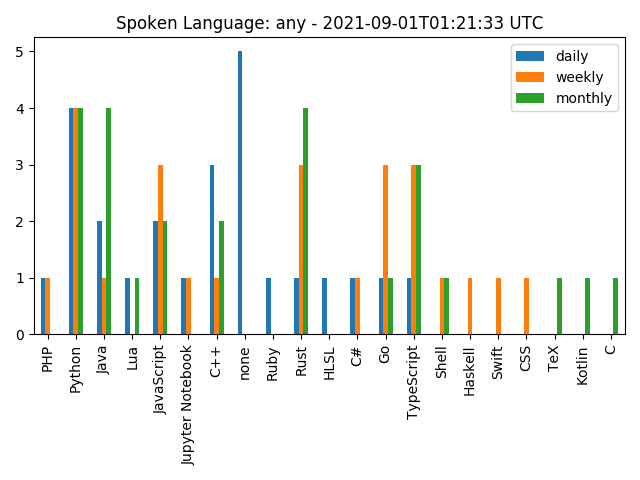 Spoken Language: any - 2021-09-01T01:21:33 UTC
daily
weekly
monthly
5
4
3
2
1
0
PHP
Python
Java
Lua
JavaScript
Jupyter Notebook
C++
none
Ruby
Rust
HLSL
C#
Go
TypeScript
Shell
Haskell
Swift
CSS
TeX
Kotlin
C